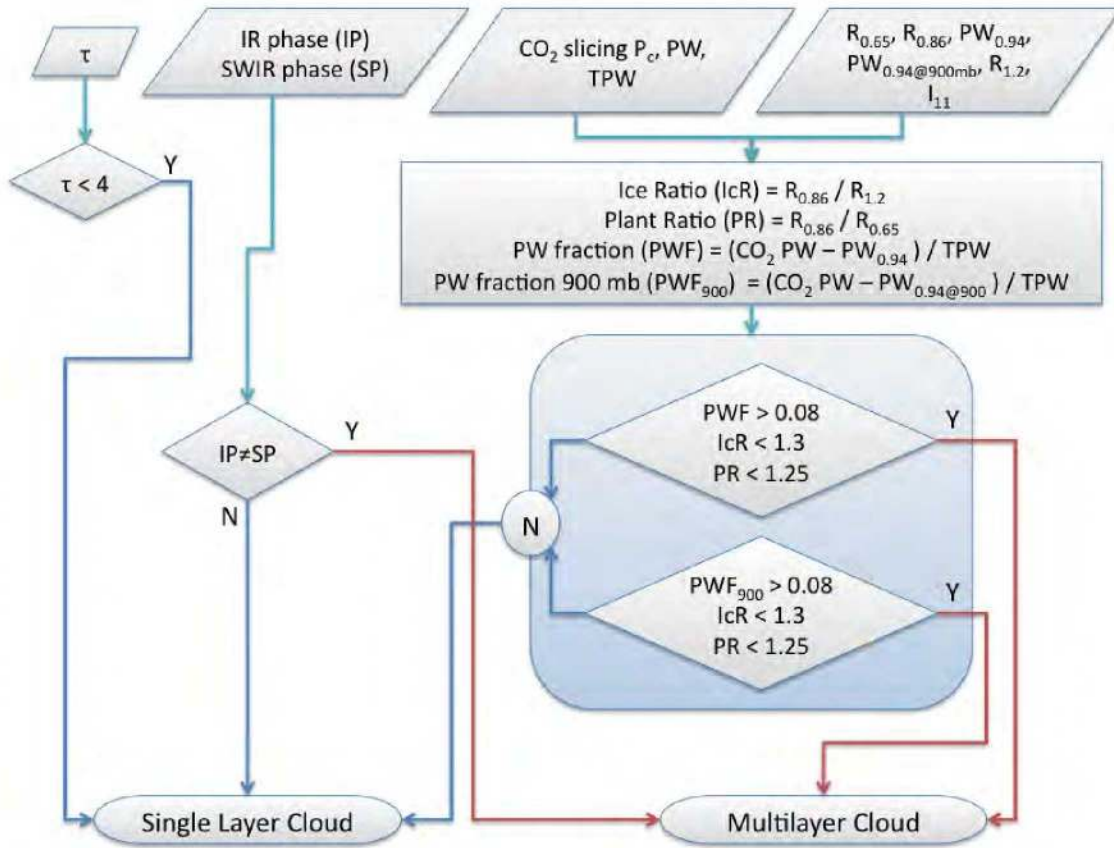 τ
IR phase (IP)
SWIR phase (SP)
CO₂ slicing P_c, PW,
TPW
R₀.₆₅, R₀.₈₆, PW₀.₉₄,
PW₀.₉₄@₉₀₀mb, R₁.₂,
I₁₁
τ < 4
Y
Ice Ratio (IcR) = R₀.₈₆ / R₁.₂
Plant Ratio (PR) = R₀.₈₆ / R₀.₆₅
PW fraction (PWF) = (CO₂ PW – PW₀.₉₄ ) / TPW
PW fraction 900 mb (PWF₉₀₀) = (CO₂ PW – PW₀.₉₄@₉₀₀ ) / TPW
IP≠SP
Y
N
PWF > 0.08
IcR < 1.3
PR < 1.25
Y
N
PWF₉₀₀ > 0.08
IcR < 1.3
PR < 1.25
Y
Single Layer Cloud
Multilayer Cloud